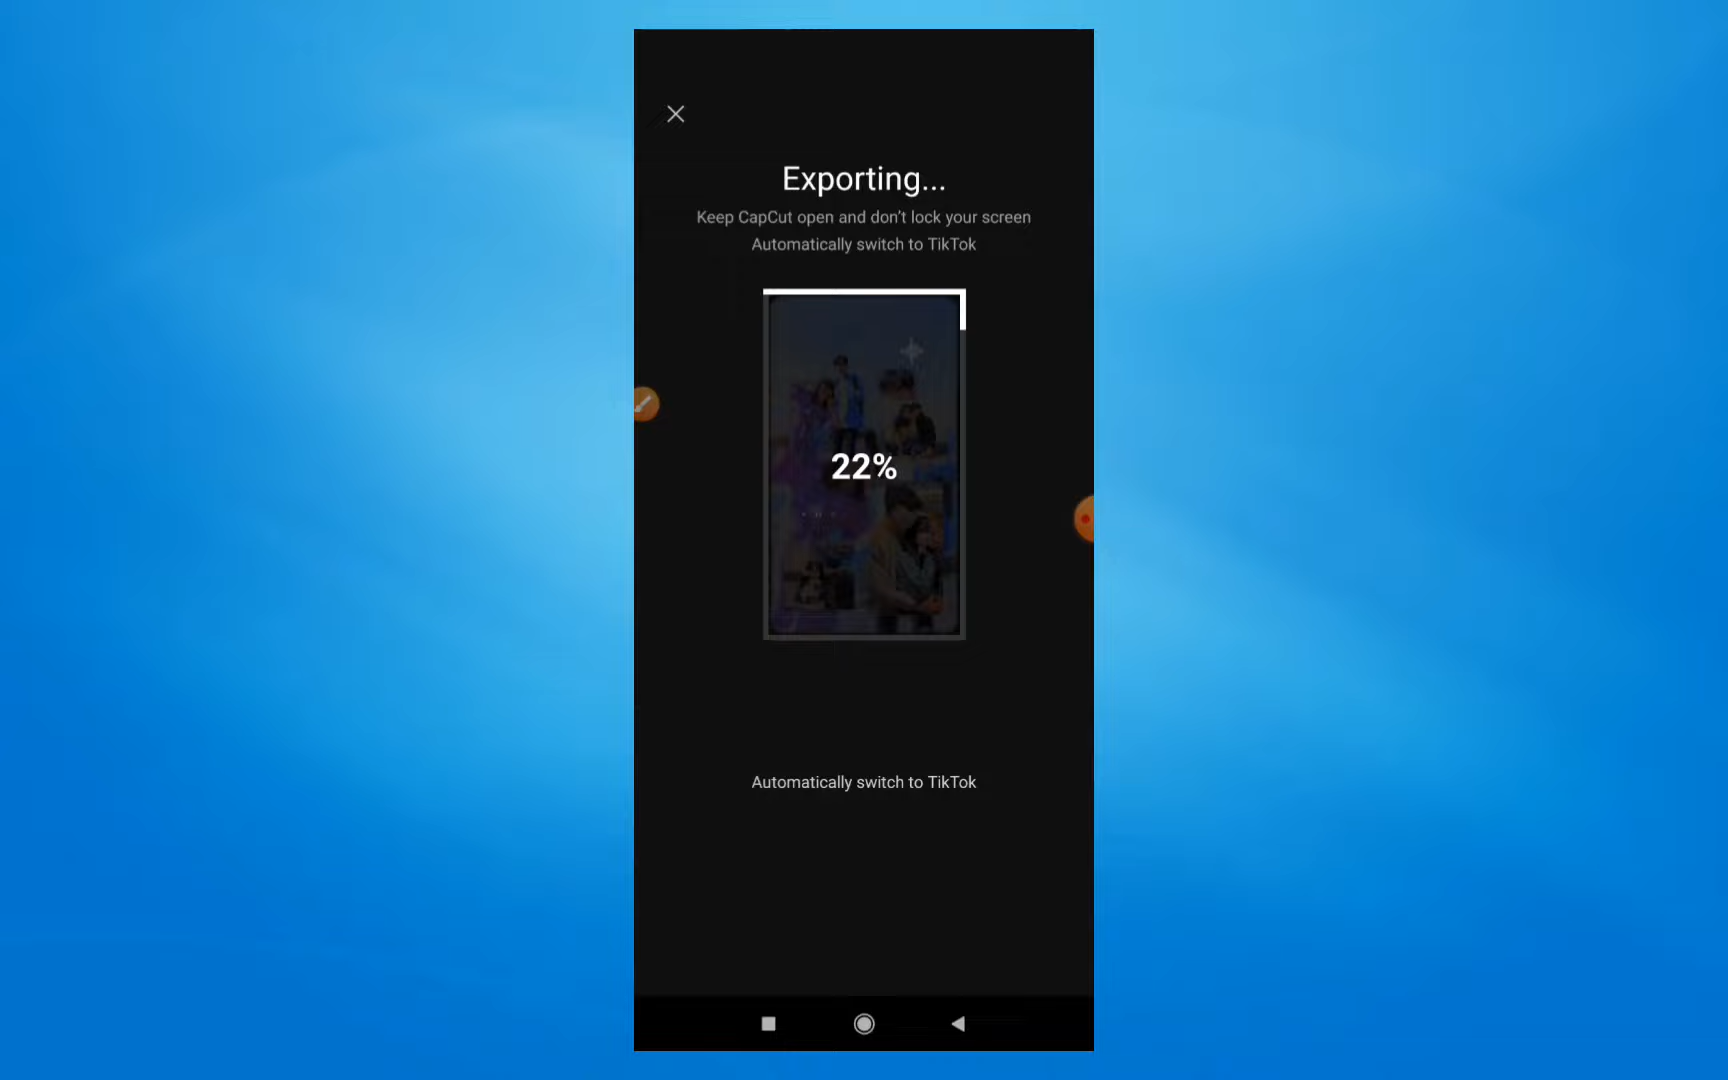 Exporting...
Keep CapCut open and don't lock your screen
Automatically switch to TikTok
22%
Automatically switch to TikTok